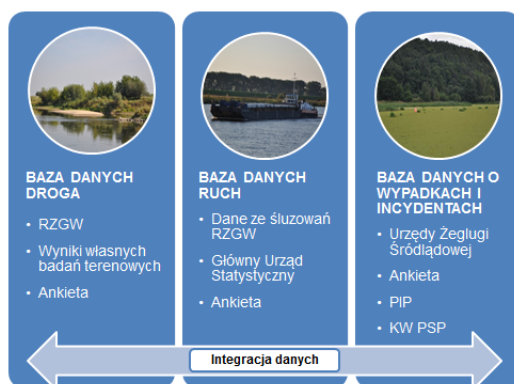 BAZA DANYCH
DROGA
• RZGW
• Wyniki własnych
badań terenowych
• Ankieta
BAZA DANYCH
RUCH
• Dane ze śluzowań
RZGW
• Główny Urząd
Statystyczny
• Ankieta
BAZA DANYCH O
WYPADKACH I
INCYDENTACH
• Urzędy Żeglugi
Śródlądowej
• Ankieta
• PIP
• KW PSP
Integracja danych